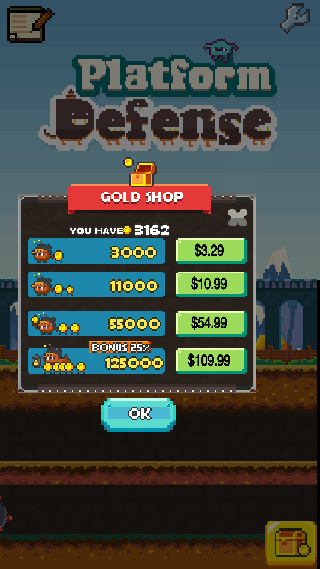 Platform
Defense
GOLD SHOP
YOU HAVE 3162
3000 $3.29
11000 $10.99
55000 $54.99
BONUS 25%
125000 $109.99
OK